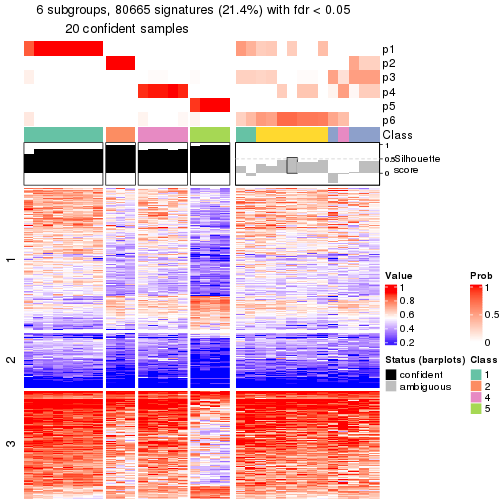 6 subgroups, 80665 signatures (21.4%) with fdr < 0.05
20 confident samples
p1
p2
p3
p4
p5
p6
Class
1
0.5
0
Silhouette
score
1
2
3
Value
1
0.8
0.6
0.4
0.2
Prob
1
0.5
0
Status (barplots)
confident
ambiguous
Class
1
2
4
5